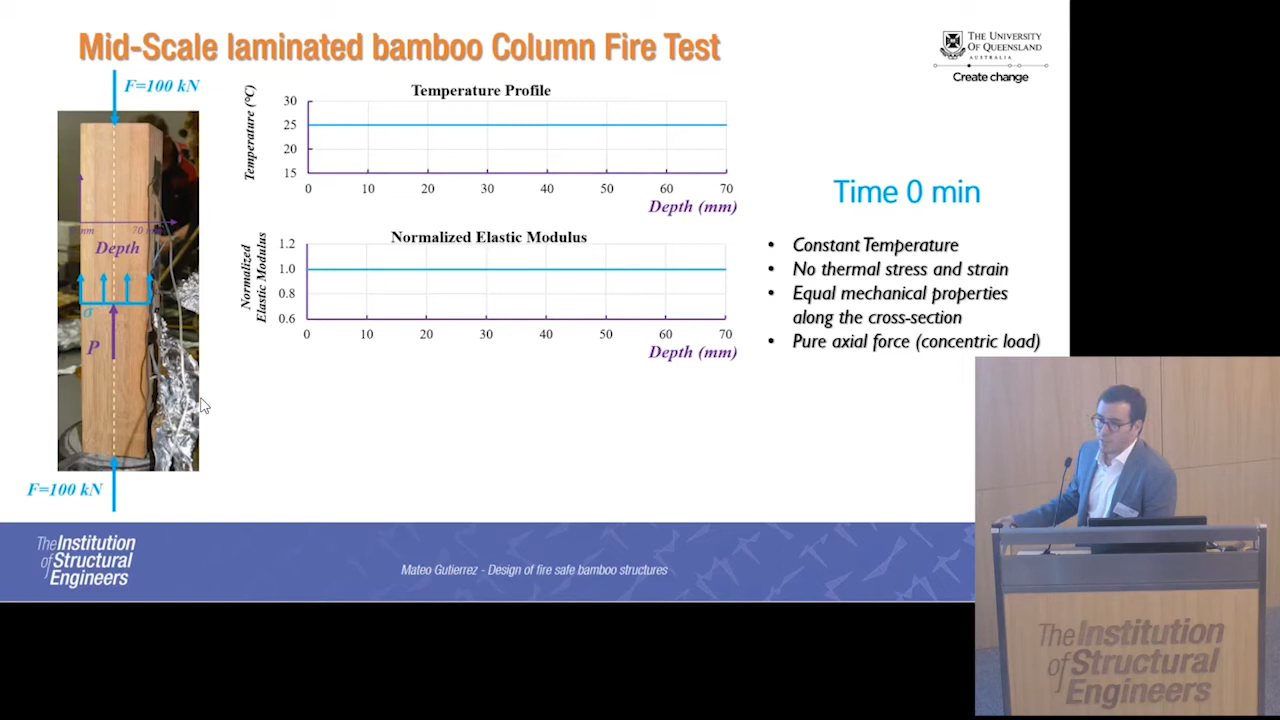 Mid-Scale laminated bamboo Column Fire Test
THE UNIVERSITY
OF QUEENSLAND
AUSTRALIA
Create change
F=100 kN
Temperature Profile
Temperature (°C)
30
25
20
15
0 10 20 30 40 50 60 70
Depth (mm)
Normalized Elastic Modulus
Normalized
Elastic Modulus
1.2
1.0
0.8
0.6
0 10 20 30 40 50 60 70
Depth (mm)
Depth
σ
P
F=100 kN
Time 0 min
• Constant Temperature
• No thermal stress and strain
• Equal mechanical properties
along the cross-section
• Pure axial force (concentric load)
The Institution
of Structural
Engineers
Mateo Gutierrez - Design of fire safe bamboo structures
The Institution
of Structural
Engineers